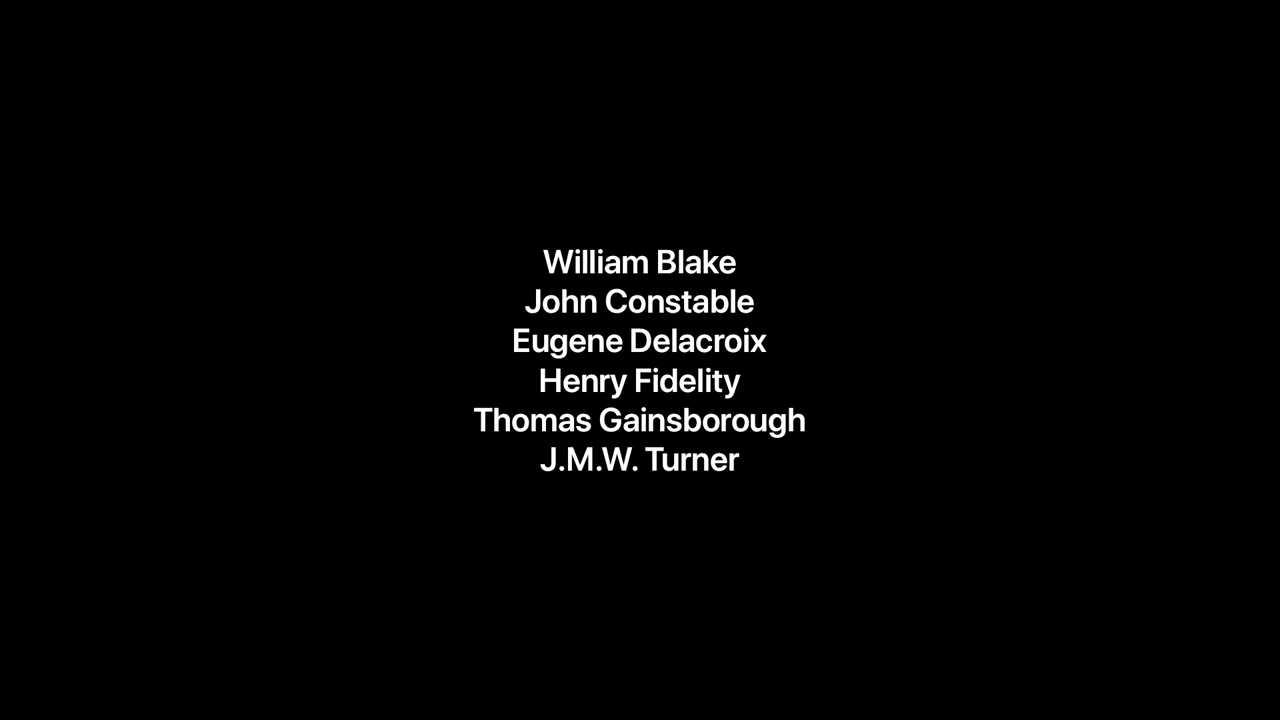 William Blake
John Constable
Eugene Delacroix
Henry Fidelity
Thomas Gainsborough
J.M.W. Turner